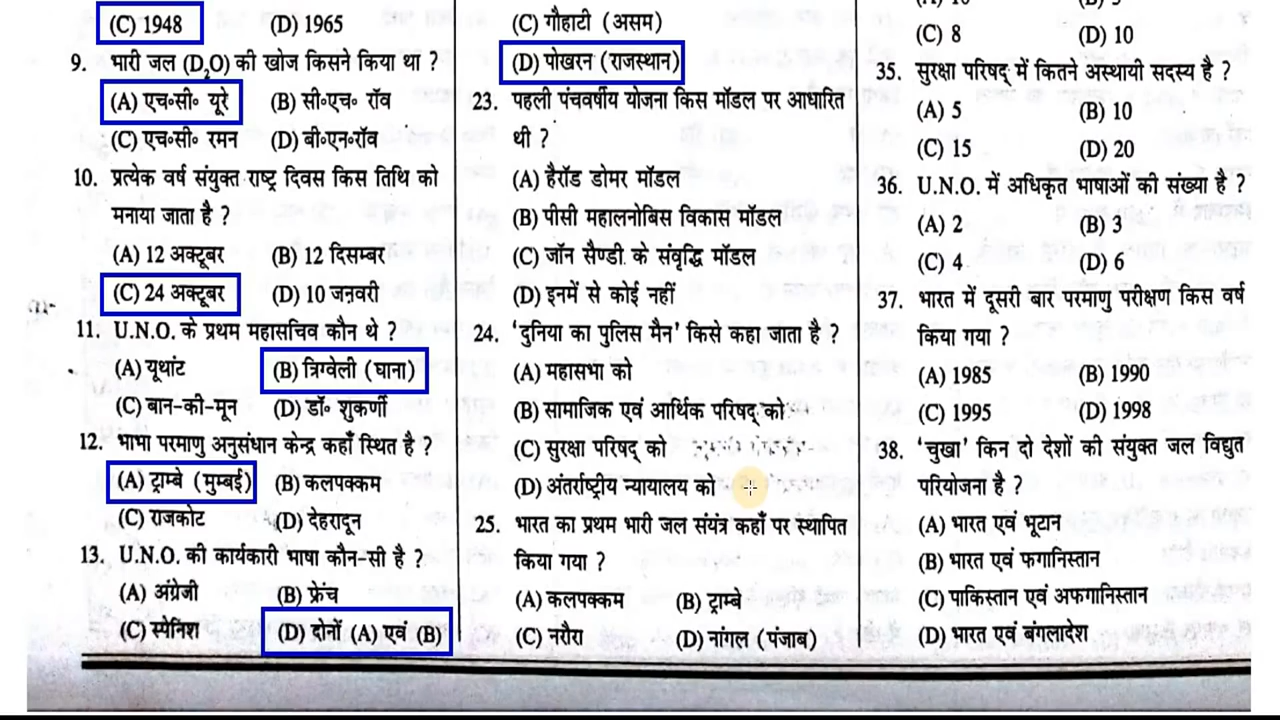 (C) 1948 (D) 1965
9. भारी जल (D2O) की खोज किसने किया था ?
(A) एच॰सी॰ यूरे (B) सी॰एच॰ रॉव
(C) एच॰सी॰ रमन (D) बी॰एन॰रॉव
10. प्रत्येक वर्ष संयुक्त राष्ट्र दिवस किस तिथि को
मनाया जाता है ?
(A) 12 अक्टूबर (B) 12 दिसम्बर
(C) 24 अक्टूबर (D) 10 जनवरी
11. U.N.O. के प्रथम महासचिव कौन थे ?
(A) यूथांट (B) त्रिग्वेली (घाना)
(C) बान-की-मून (D) डॉ॰ शुकर्णी
12. भाभा परमाणु अनुसंधान केन्द्र कहाँ स्थित है ?
(A) ट्राम्बे (मुम्बई) (B) कलपक्कम
(C) राजकोट (D) देहरादून
13. U.N.O. की कार्यकारी भाषा कौन-सी है ?
(A) अंग्रेजी (B) फ्रेंच
(C) स्पेनिश (D) दोनों (A) एवं (B)
(C) गौहाटी (असम)
(D) पोखरन (राजस्थान)
23. पहली पंचवर्षीय योजना किस मॉडल पर आधारित
थी ?
(A) हैरॉड डोमर मॉडल
(B) पीसी महालनोबिस विकास मॉडल
(C) जॉन सैण्डी के संवृद्धि मॉडल
(D) इनमें से कोई नहीं
24. 'दुनिया का पुलिस मैन' किसे कहा जाता है ?
(A) महासभा को
(B) सामाजिक एवं आर्थिक परिषद् को
(C) सुरक्षा परिषद् को
(D) अंतर्राष्ट्रीय न्यायालय को
25. भारत का प्रथम भारी जल संयंत्र कहाँ पर स्थापित
किया गया ?
(A) कलपक्कम (B) ट्राम्बे
(C) नरौरा (D) नांगल (पंजाब)
(C) 8 (D) 10
35. सुरक्षा परिषद् में कितने अस्थायी सदस्य है ?
(A) 5 (B) 10
(C) 15 (D) 20
36. U.N.O. में अधिकृत भाषाओं की संख्या है ?
(A) 2 (B) 3
(C) 4 (D) 6
37. भारत में दूसरी बार परमाणु परीक्षण किस वर्ष
किया गया ?
(A) 1985 (B) 1990
(C) 1995 (D) 1998
38. 'चुखा' किन दो देशों की संयुक्त जल विद्युत
परियोजना है ?
(A) भारत एवं भूटान
(B) भारत एवं फगानिस्तान
(C) पाकिस्तान एवं अफगानिस्तान
(D) भारत एवं बंगलादेश